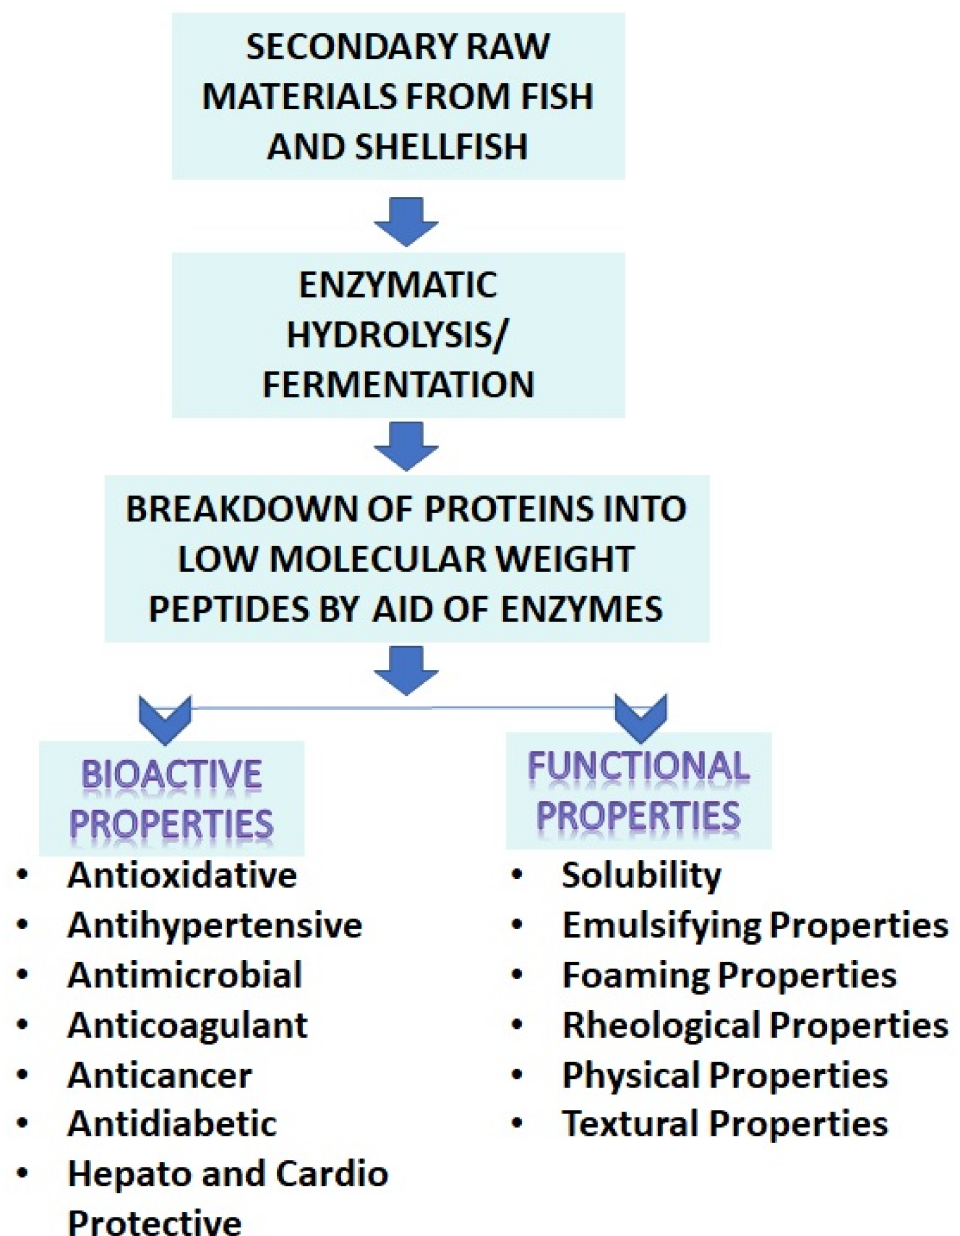 SECONDARY RAW
MATERIALS FROM FISH
AND SHELLFISH
ENZYMATIC
HYDROLYSIS/
FERMENTATION
BREAKDOWN OF PROTEINS INTO
LOW MOLECULAR WEIGHT
PEPTIDES BY AID OF ENZYMES
BIOACTIVE
PROPERTIES
• Antioxidative
• Antihypertensive
• Antimicrobial
• Anticoagulant
• Anticancer
• Antidiabetic
• Hepato and Cardio
Protective
FUNCTIONAL
PROPERTIES
• Solubility
• Emulsifying Properties
• Foaming Properties
• Rheological Properties
• Physical Properties
• Textural Properties